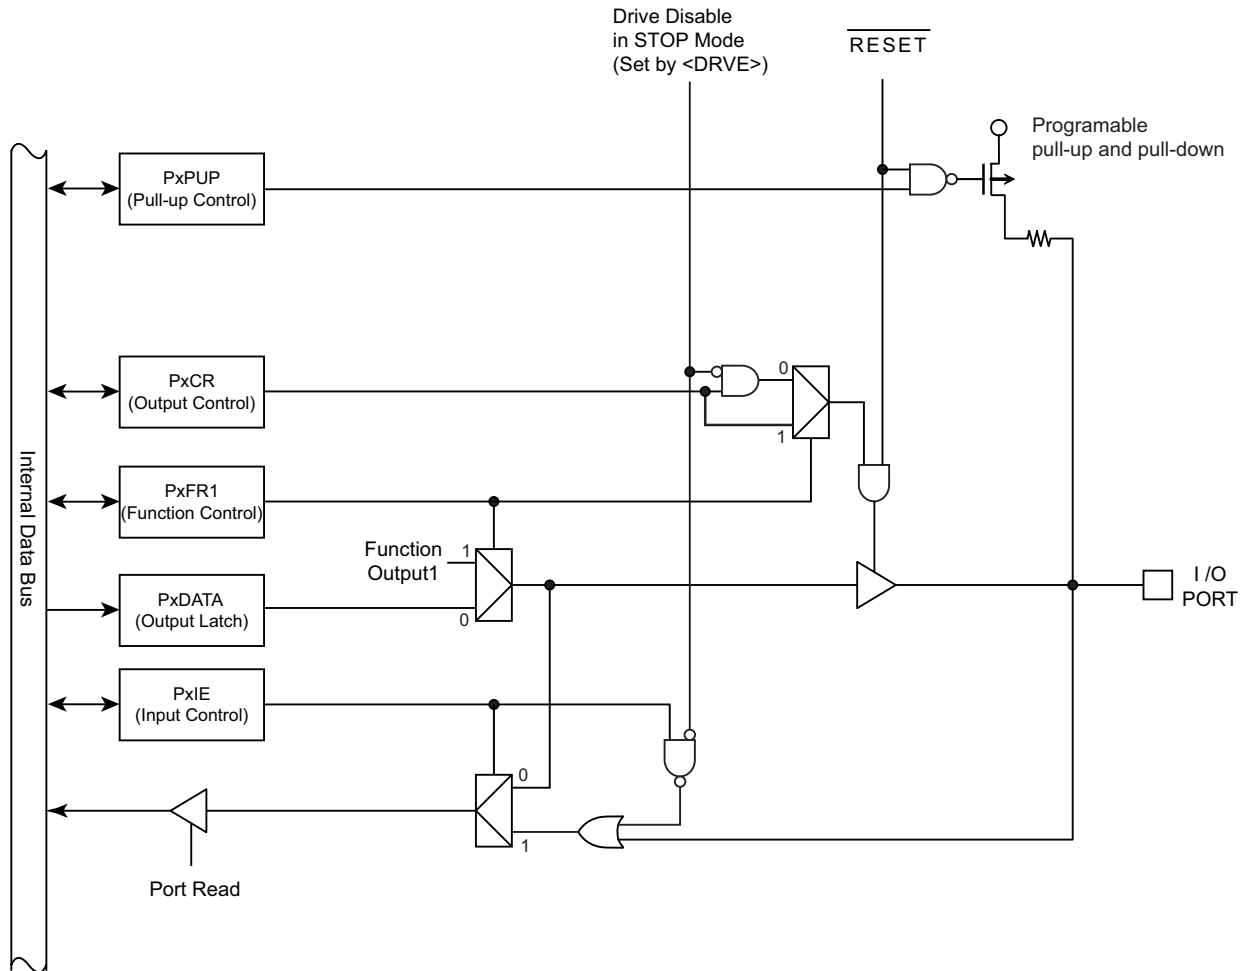 Drive Disable
in STOP Mode
(Set by <DRVE>)
RESET
Programable
pull-up and pull-down
PxPUP
(Pull-up Control)
PxCR
(Output Control)
0
1
Internal Data Bus
PxFR1
(Function Control)
Function
Output1
1
0
PxDATA
(Output Latch)
I /O
PORT
PxIE
(Input Control)
0
1
Port Read